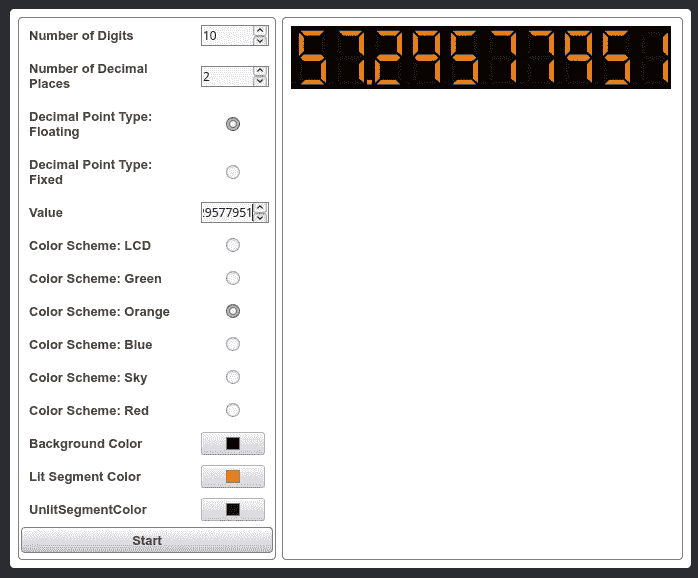 Number of Digits
10
Number of Decimal
Places
2
Decimal Point Type:
Floating
Decimal Point Type:
Fixed
Value
9577951
Color Scheme: LCD
Color Scheme: Green
Color Scheme: Orange
Color Scheme: Blue
Color Scheme: Sky
Color Scheme: Red
Background Color
Lit Segment Color
UnlitSegmentColor
Start
57.29577951